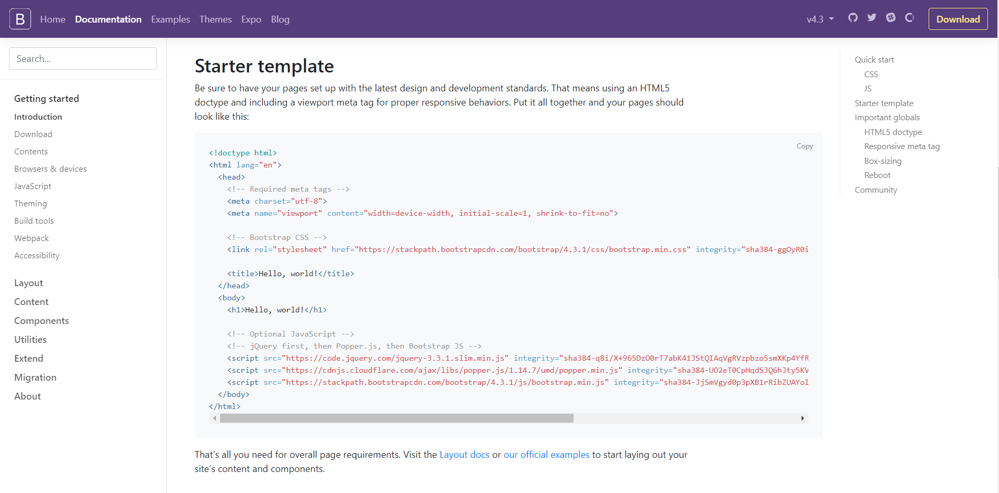 B Home Documentation Examples Themes Expo Blog v4.3 Download
Search...
Getting started
Introduction
Download
Contents
Browsers & devices
JavaScript
Theming
Build tools
Webpack
Accessibility
Layout
Content
Components
Utilities
Extend
Migration
About
Starter template
Be sure to have your pages set up with the latest design and development standards. That means using an HTML5
doctype and including a viewport meta tag for proper responsive behaviors. Put it all together and your pages should
look like this:
Copy
<!doctype html>
<html lang="en">
  <head>
    <!-- Required meta tags -->
    <meta charset="utf-8">
    <meta name="viewport" content="width=device-width, initial-scale=1, shrink-to-fit=no">
    <!-- Bootstrap CSS -->
    <link rel="stylesheet" href="https://stackpath.bootstrapcdn.com/bootstrap/4.3.1/css/bootstrap.min.css" integrity="sha384-ggOyR0i
    <title>Hello, world!</title>
  </head>
  <body>
    <h1>Hello, world!</h1>
    <!-- Optional JavaScript -->
    <!-- jQuery first, then Popper.js, then Bootstrap JS -->
    <script src="https://code.jquery.com/jquery-3.3.1.slim.min.js" integrity="sha384-q8i/X+965DzO0rT7abK41JStQIAqVgRVzpbzo5smXKp4YfR
    <script src="https://cdnjs.cloudflare.com/ajax/libs/popper.js/1.14.7/umd/popper.min.js" integrity="sha384-UO2eT0CpHqdSJQ6hJty5KV
    <script src="https://stackpath.bootstrapcdn.com/bootstrap/4.3.1/js/bootstrap.min.js" integrity="sha384-JjSmVgyd0p3pXB1rRibZUAYoI
  </body>
</html>
That's all you need for overall page requirements. Visit the Layout docs or our official examples to start laying out your
site's content and components.
Quick start
CSS
JS
Starter template
Important globals
HTML5 doctype
Responsive meta tag
Box-sizing
Reboot
Community